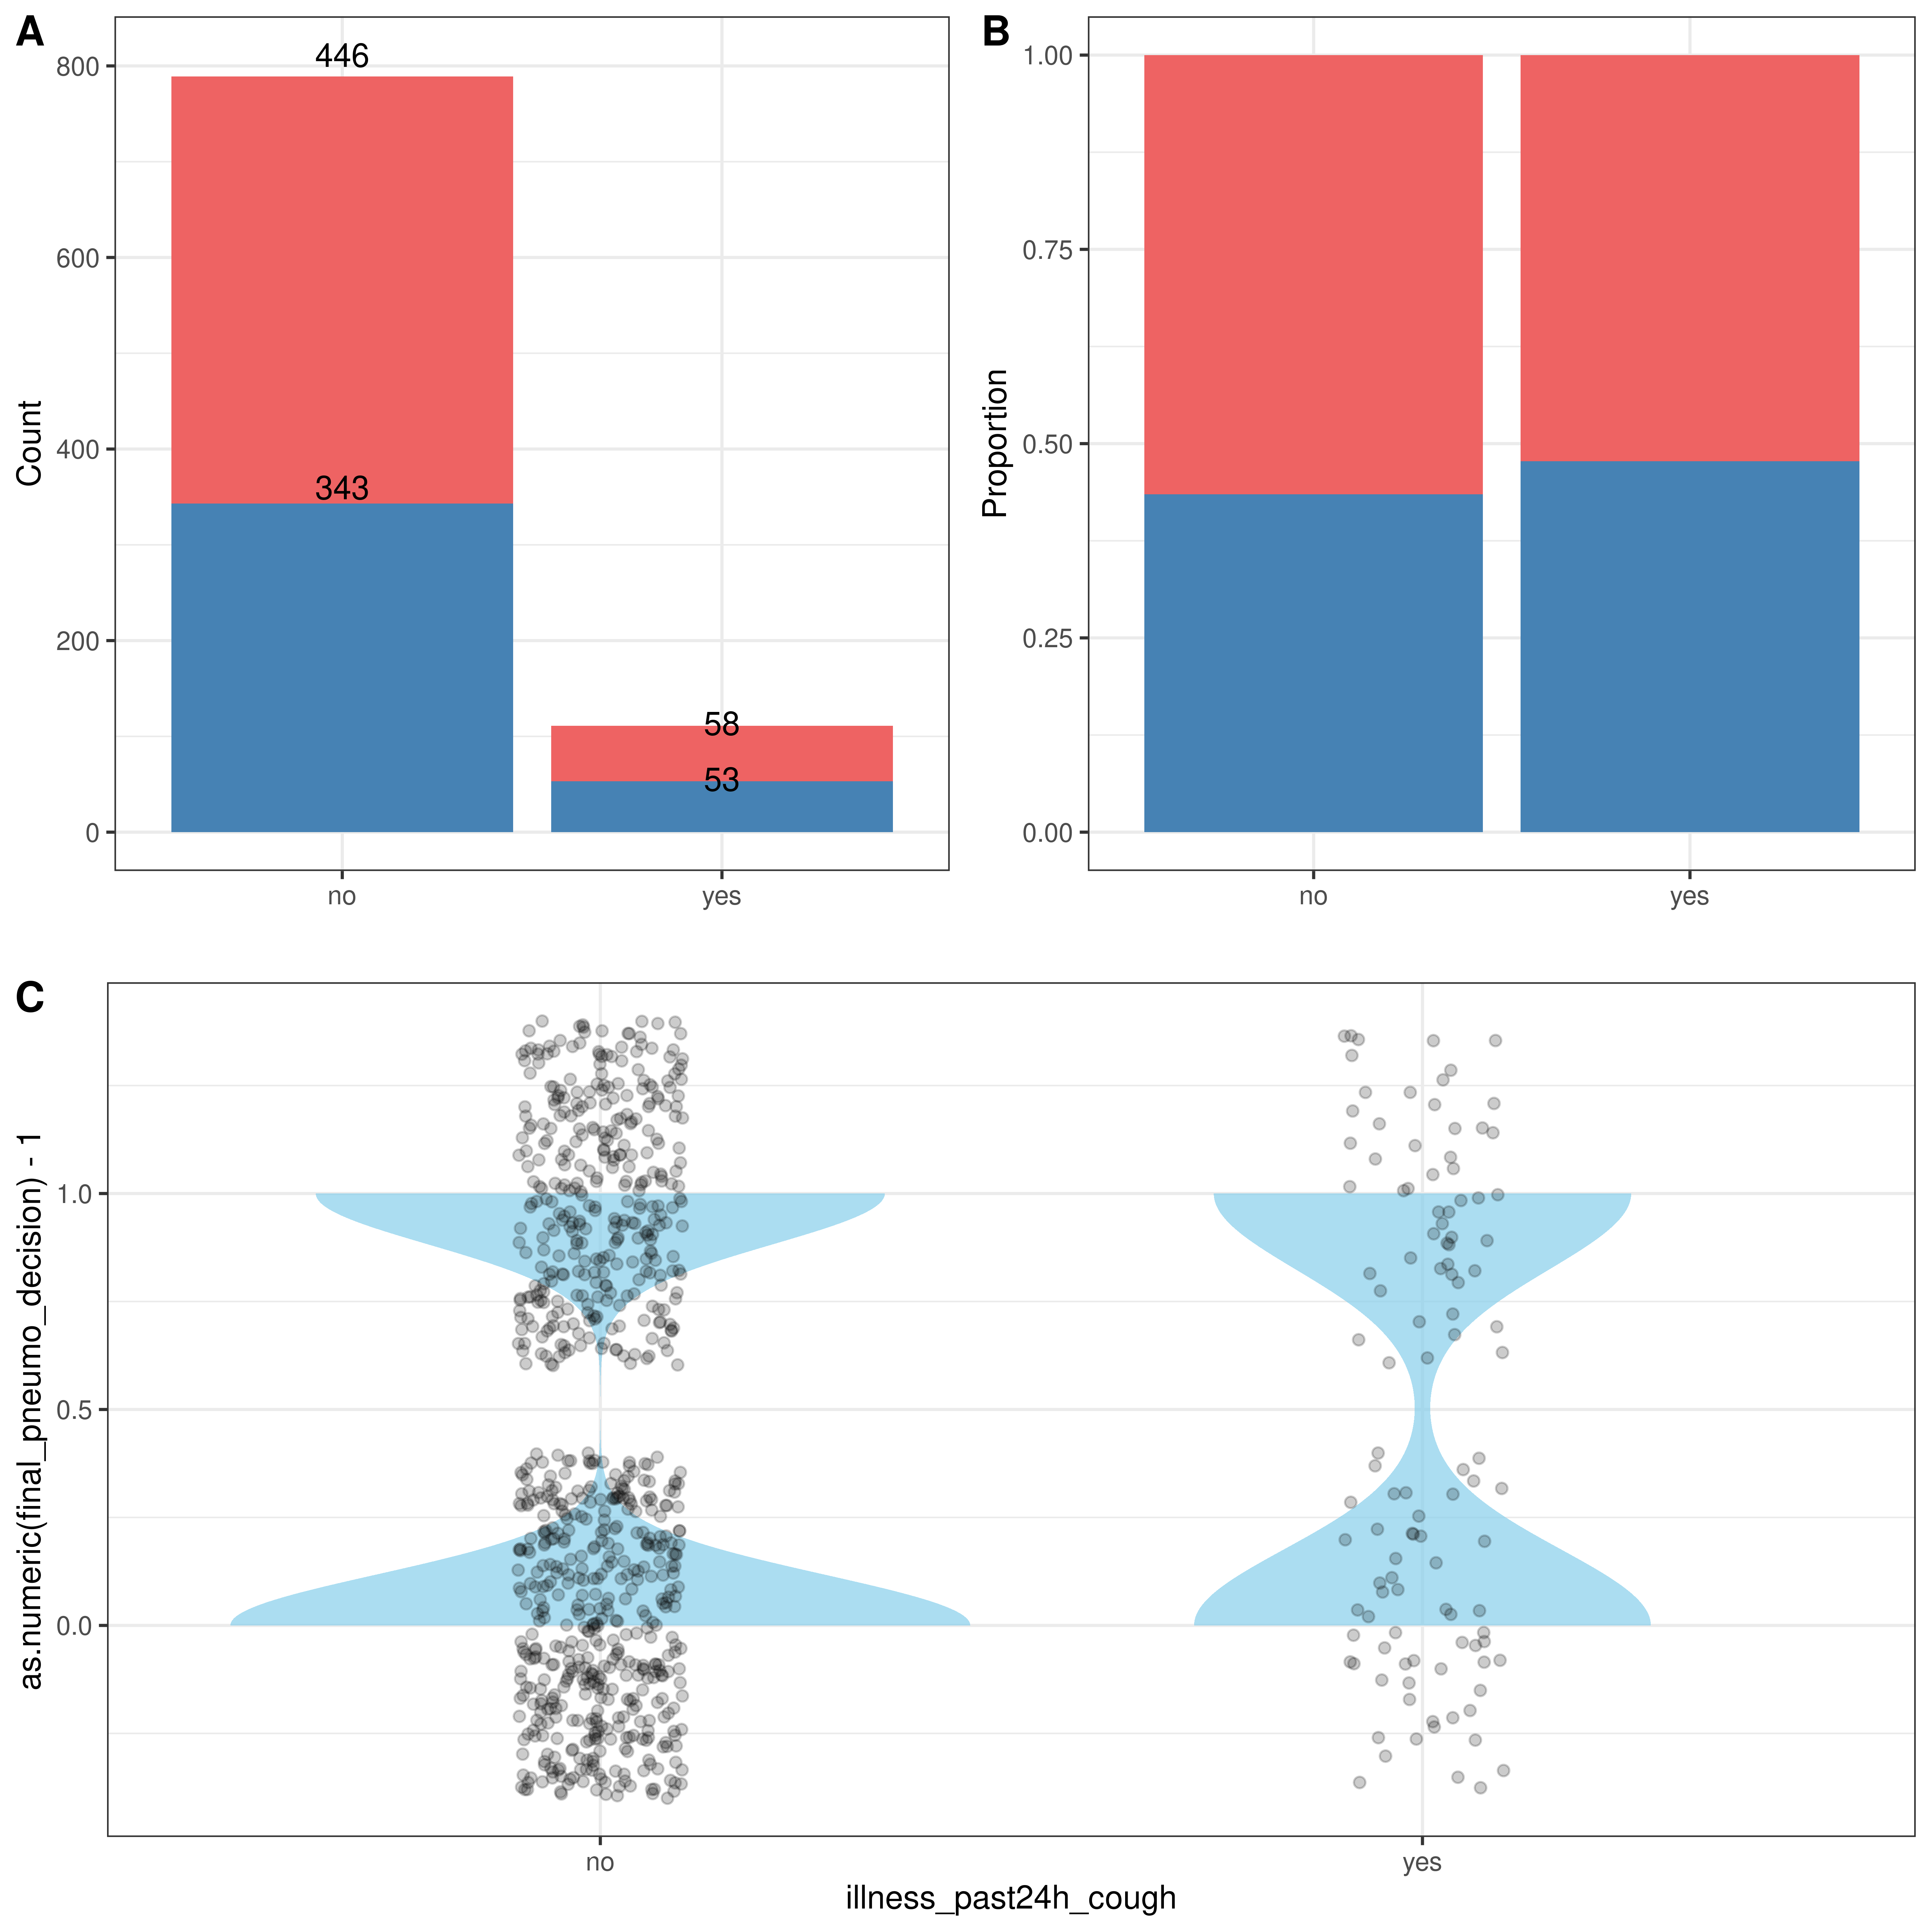 A
Count
800
600
400
200
0
446
343
58
53
no yes
B
Proportion
1.00
0.75
0.50
0.25
0.00
no yes
C
as.numeric(final_pneumo_decision) - 1
1.0
0.5
0.0
no yes
illness_past24h_cough